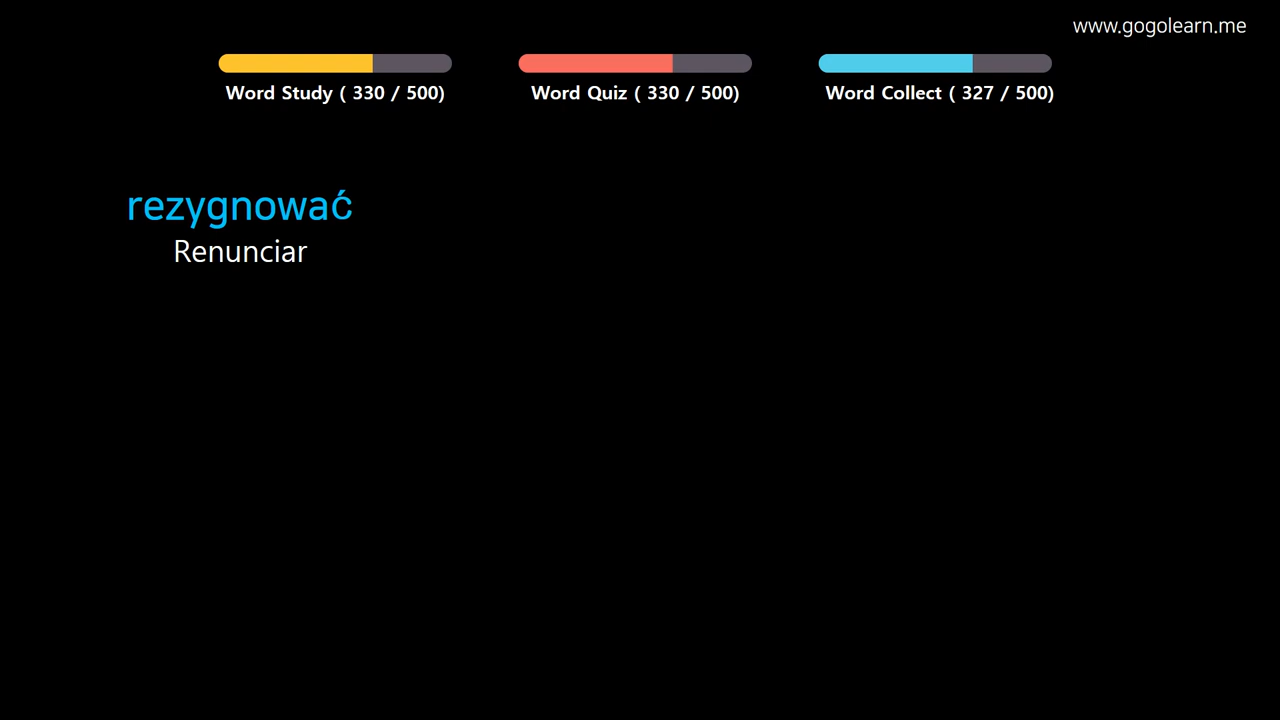 www.gogolearn.me
Word Study ( 330 / 500)
Word Quiz ( 330 / 500)
Word Collect ( 327 / 500)
rezygnować
Renunciar